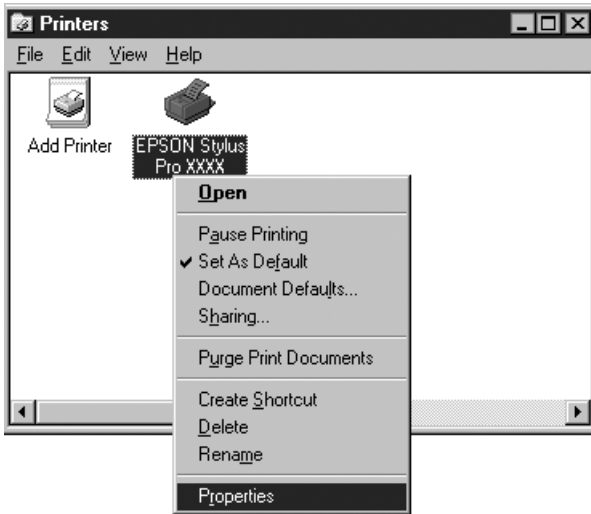 Printers
File Edit View Help
Add Printer
EPSON Stylus
Pro XXXX
Open
Pause Printing
Set As Default
Document Defaults...
Sharing...
Purge Print Documents
Create Shortcut
Delete
Rename
Properties